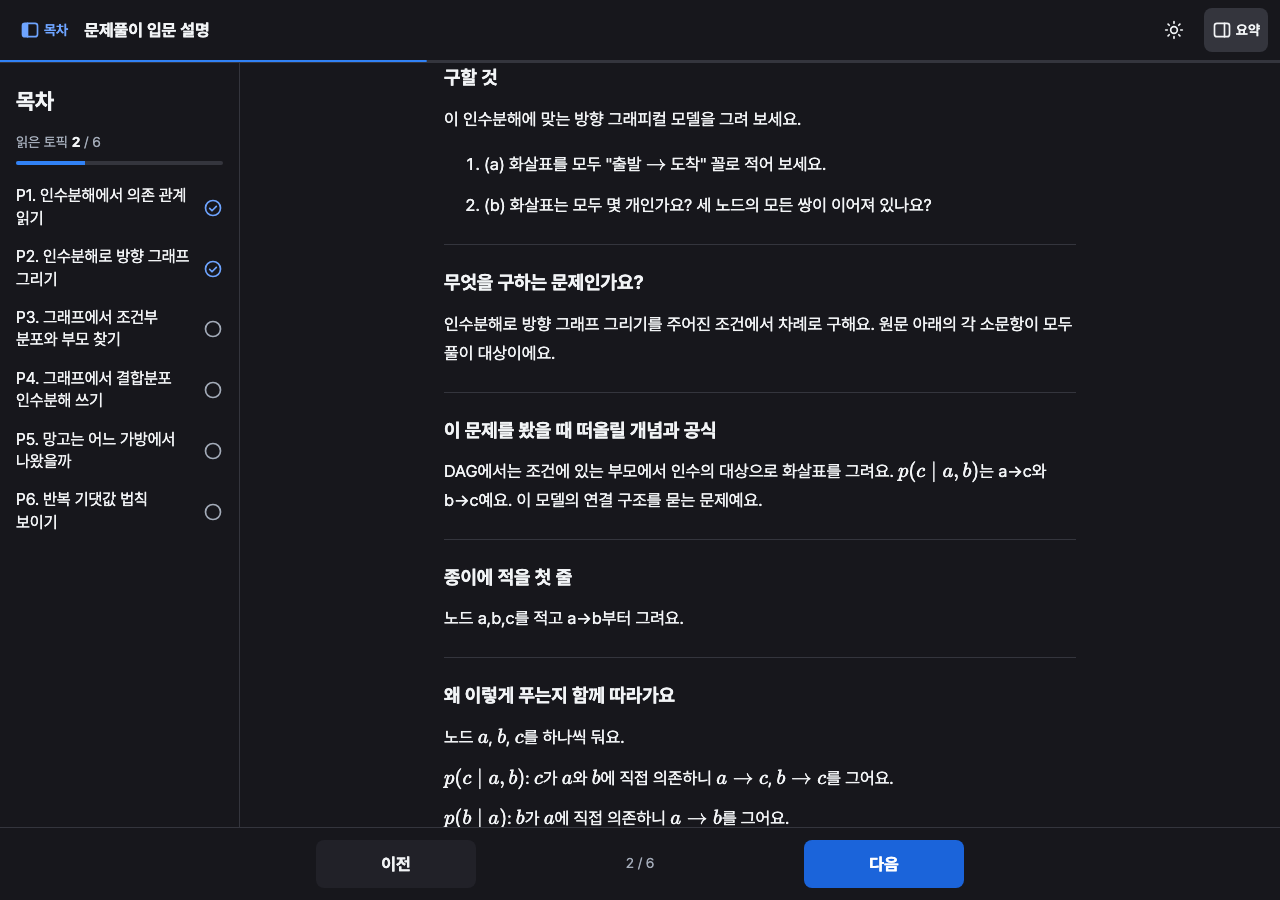 목차 문제풀이 입문 설명 요약
목차
읽은 토픽 2 / 6
P1. 인수분해에서 의존 관계
읽기
P2. 인수분해로 방향 그래프
그리기
P3. 그래프에서 조건부
분포와 부모 찾기
P4. 그래프에서 결합분포
인수분해 쓰기
P5. 망고는 어느 가방에서
나왔을까
P6. 반복 기댓값 법칙
보이기
구할 것
이 인수분해에 맞는 방향 그래피컬 모델을 그려 보세요.
1. (a) 화살표를 모두 "출발 → 도착" 꼴로 적어 보세요.
2. (b) 화살표는 모두 몇 개인가요? 세 노드의 모든 쌍이 이어져 있나요?
무엇을 구하는 문제인가요?
인수분해로 방향 그래프 그리기를 주어진 조건에서 차례로 구해요. 원문 아래의 각 소문항이 모두
풀이 대상이에요.
이 문제를 봤을 때 떠올릴 개념과 공식
DAG에서는 조건에 있는 부모에서 인수의 대상으로 화살표를 그려요. p(c | a, b)는 a→c와
b→c예요. 이 모델의 연결 구조를 묻는 문제예요.
종이에 적을 첫 줄
노드 a,b,c를 적고 a→b부터 그려요.
왜 이렇게 푸는지 함께 따라가요
노드 a, b, c를 하나씩 둬요.
p(c | a, b): c가 a와 b에 직접 의존하니 a → c, b → c를 그어요.
p(b | a): b가 a에 직접 의존하니 a → b를 그어요.
이전 2 / 6 다음